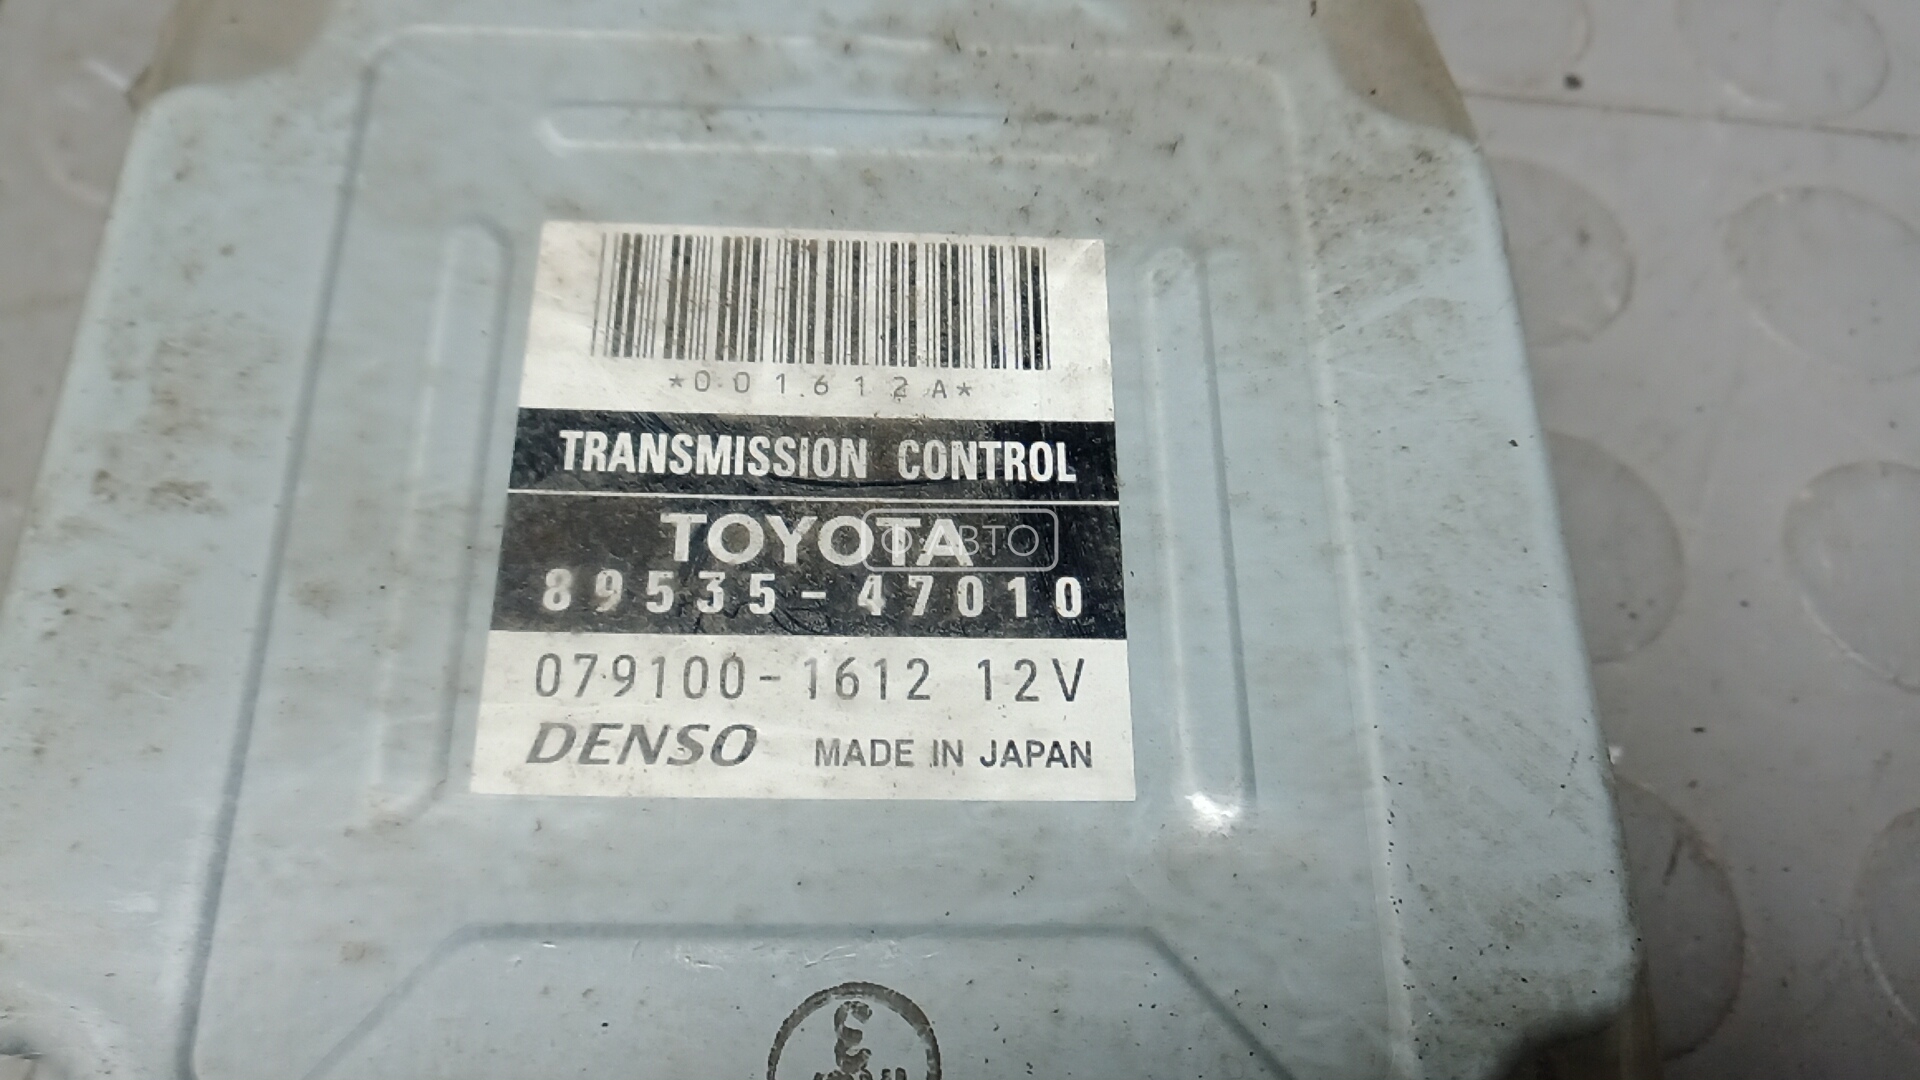 *001612A*
TRANSMISSION CONTROL
TOYOTA
89535-47010
079100-1612 12V
DENSO MADE IN JAPAN